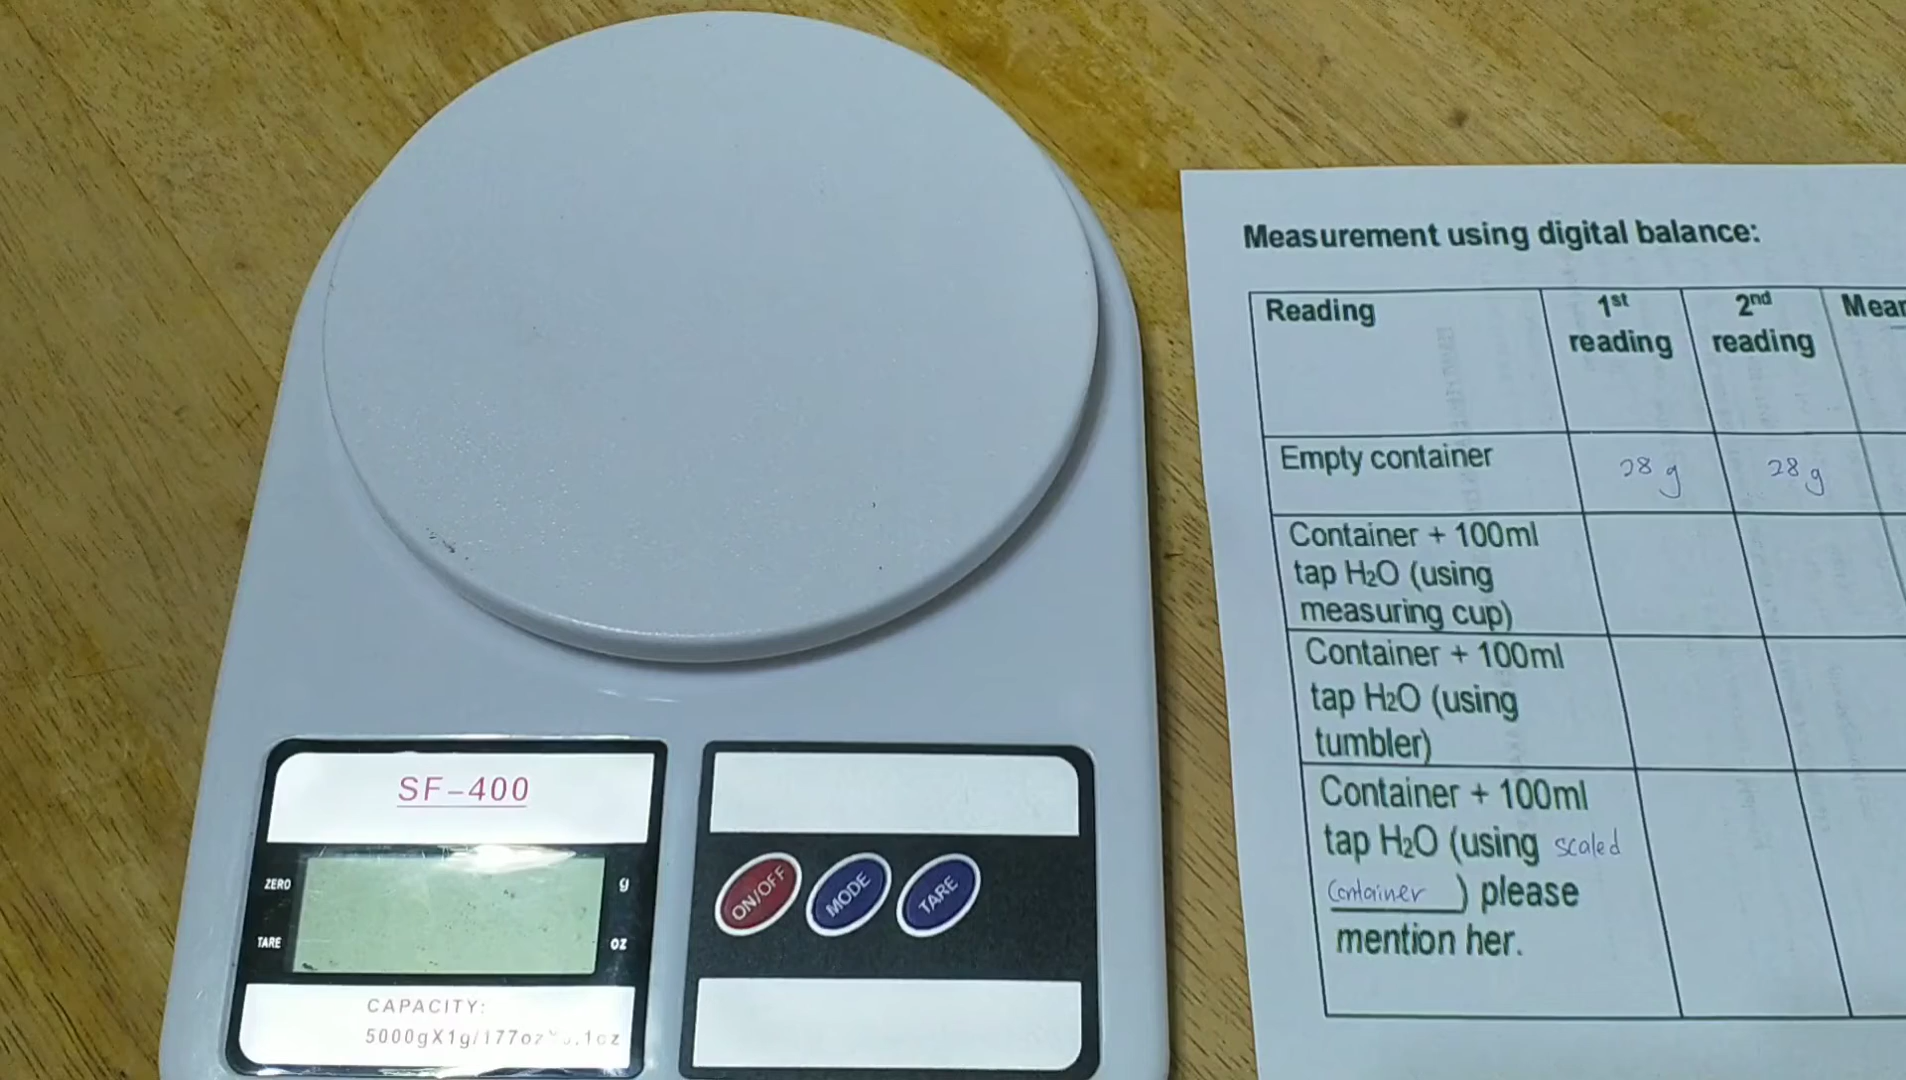 SF-400
ZERO
g
TARE
oz
CAPACITY:
5000gX1g/177oz
ON/OFF
MODE
TARE
Measurement using digital balance:
Reading
1st
reading
2nd
reading
Empty container
28 g
28 g
Container + 100ml
tap H2O (using
measuring cup)
Container + 100ml
tap H2O (using
tumbler)
Container + 100ml
tap H2O (using scaled
container) please
mention her.